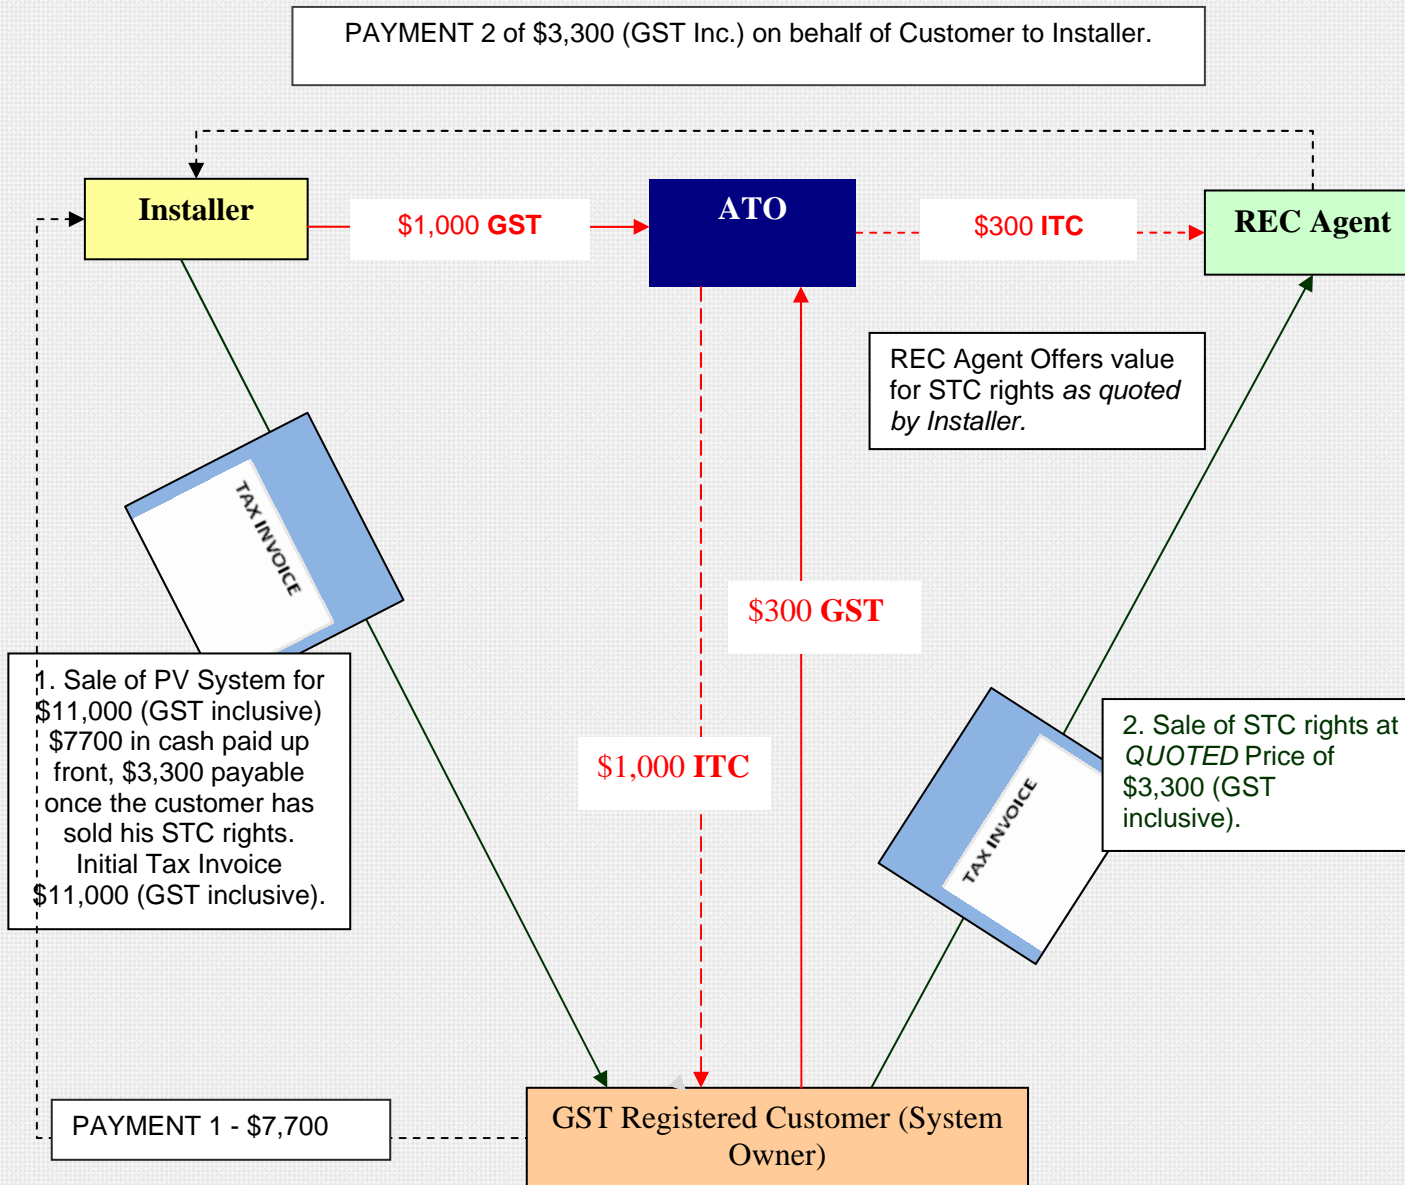 PAYMENT 2 of $3,300 (GST Inc.) on behalf of Customer to Installer.
Installer
$1,000 GST
ATO
$300 ITC
REC Agent
REC Agent Offers value
for STC rights as quoted
by Installer.
TAX INVOICE
$300 GST
1. Sale of PV System for
$11,000 (GST inclusive)
$7700 in cash paid up
front, $3,300 payable
once the customer has
sold his STC rights.
Initial Tax Invoice
$11,000 (GST inclusive).
$1,000 ITC
2. Sale of STC rights at
QUOTED Price of
$3,300 (GST
inclusive).
TAX INVOICE
PAYMENT 1 - $7,700
GST Registered Customer (System
Owner)